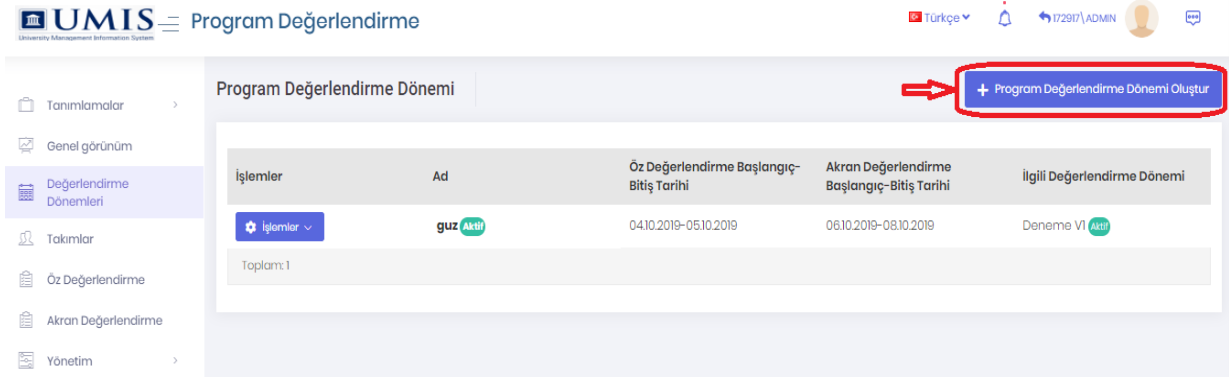 UMIS
University Management Information System
Program Değerlendirme
Türkçe
172917\ADMIN
Tanımlamalar
Genel görünüm
Değerlendirme
Dönemleri
Takımlar
Öz Değerlendirme
Akran Değerlendirme
Yönetim
Program Değerlendirme Dönemi
+ Program Değerlendirme Dönemi Oluştur
İşlemler
Ad
Öz Değerlendirme Başlangıç-
Bitiş Tarihi
Akran Değerlendirme
Başlangıç-Bitiş Tarihi
İlgili Değerlendirme Dönemi
İşlemler
guz Aktif
04.10.2019-05.10.2019
06.10.2019-08.10.2019
Deneme V1 Aktif
Toplam: 1